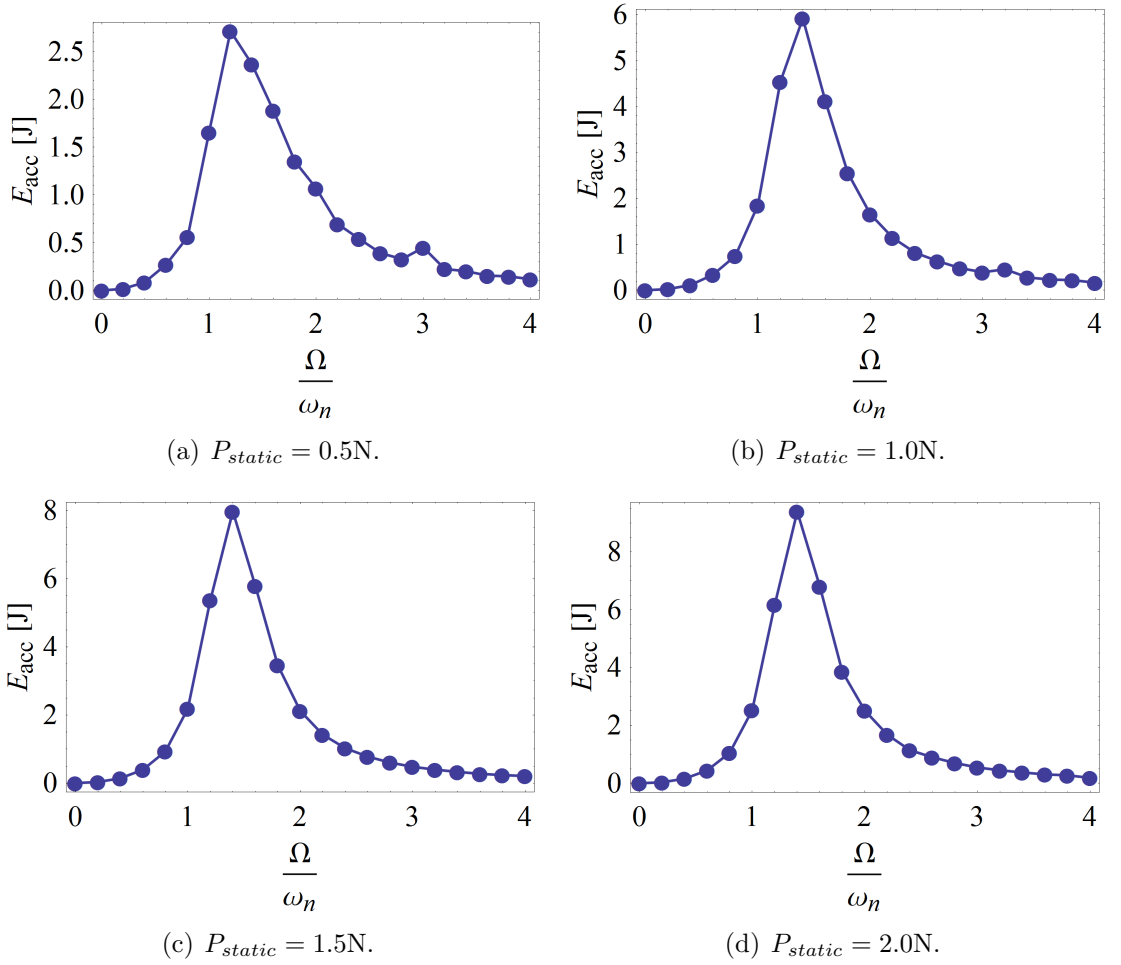 E_acc [J]
2.5
2.0
1.5
1.0
0.5
0.0
0 1 2 3 4
Ω
ω_n
(a) P_static = 0.5N.
E_acc [J]
6
5
4
3
2
1
0
0 1 2 3 4
Ω
ω_n
(b) P_static = 1.0N.
E_acc [J]
8
6
4
2
0
0 1 2 3 4
Ω
ω_n
(c) P_static = 1.5N.
E_acc [J]
8
6
4
2
0
0 1 2 3 4
Ω
ω_n
(d) P_static = 2.0N.